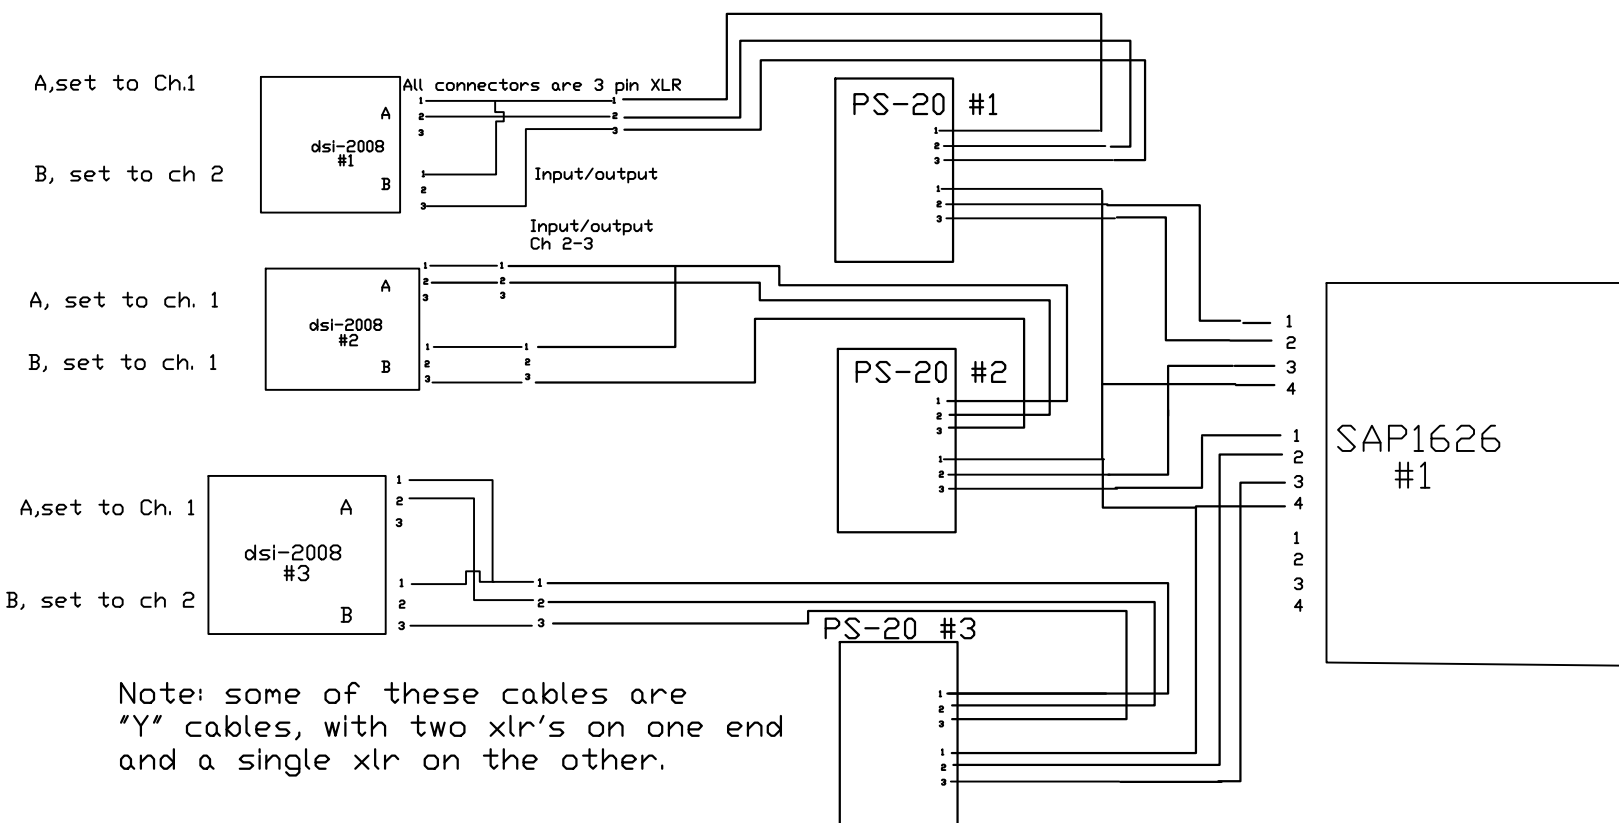 A,set to Ch.1
All connectors are 3 pin XLR
1
2
3
1
2
3
A
dsi-2008
#1
B, set to ch 2
B
1
2
3
Input/output
Input/output
Ch 2-3
PS-20 #1
1
2
3
1
2
3
A, set to ch. 1
A
1
2
3
1
2
3
dsi-2008
#2
B, set to ch. 1
B
1
2
3
1
2
3
PS-20 #2
1
2
3
1
2
3
A,set to Ch. 1
A
1
2
3
dsi-2008
#3
B, set to ch 2
B
1
2
3
1
2
3
PS-20 #3
1
2
3
1
2
3
1
2
3
4
1
2
3
4
1
2
3
4
SAP1626
#1
Note: some of these cables are
"Y" cables, with two xlr's on one end
and a single xlr on the other.